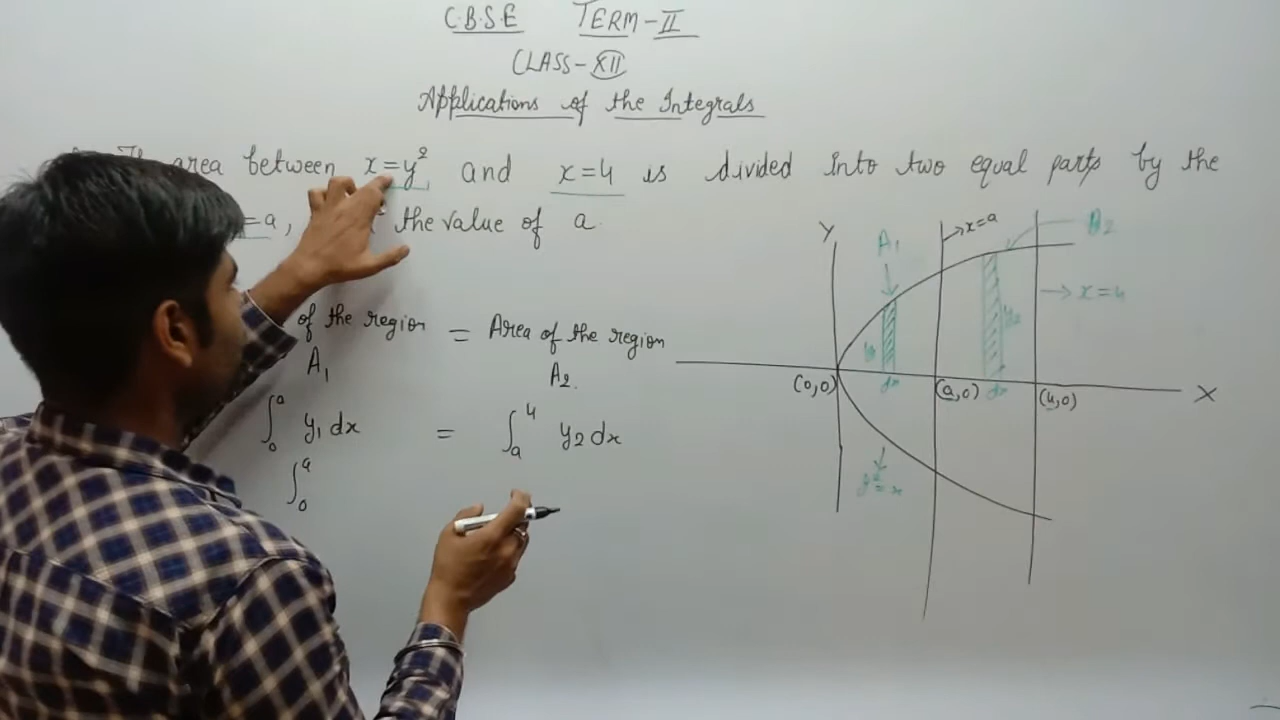 C.B.S.E TERM-II
CLASS-XII
Applications of the Integrals
area between x=y² and x=4 is divided into two equal parts by the
=a, the value of a.
of the region = Area of the region
A₁ A₂.
∫₀ᵃ y₁ dx = ∫ₐ⁴ y₂ dx
∫₀ᵃ
Y
A₁
→x=a
→ x=4
dx
dx
(0,0) (a,0) (4,0)
X
y²=x